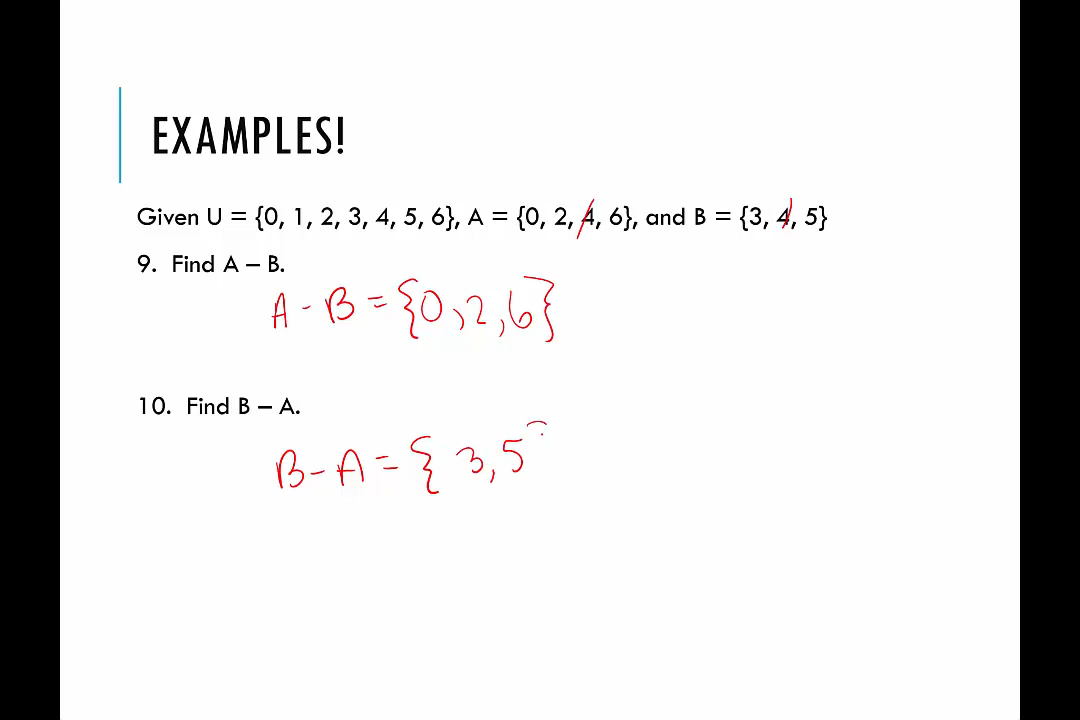 EXAMPLES!
Given U = {0, 1, 2, 3, 4, 5, 6}, A = {0, 2, 4, 6}, and B = {3, 4, 5}
9. Find A – B.
A - B = {0, 2, 6}
10. Find B – A.
B - A = { 3, 5